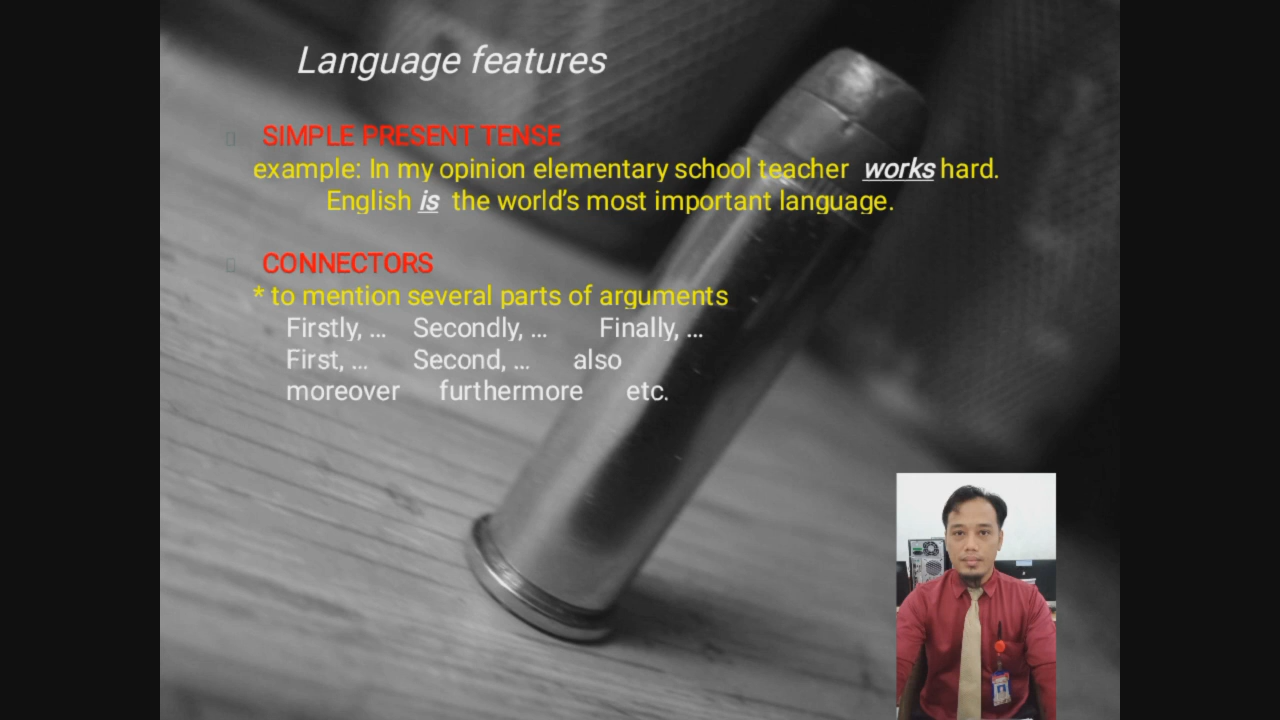 Language features
SIMPLE PRESENT TENSE
example: In my opinion elementary school teacher works hard.
English is the world’s most important language.
CONNECTORS
* to mention several parts of arguments
Firstly, … Secondly, … Finally, …
First, … Second, … also
moreover furthermore etc.